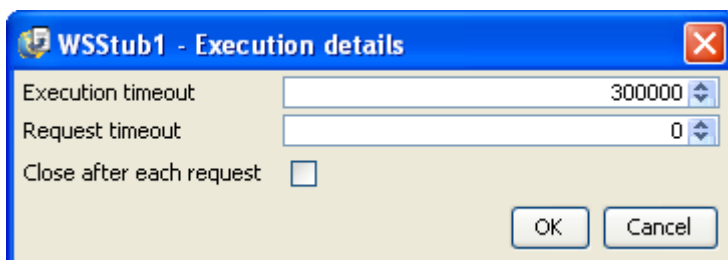 WSStub1 - Execution details
Execution timeout 300000
Request timeout 0
Close after each request
OK Cancel